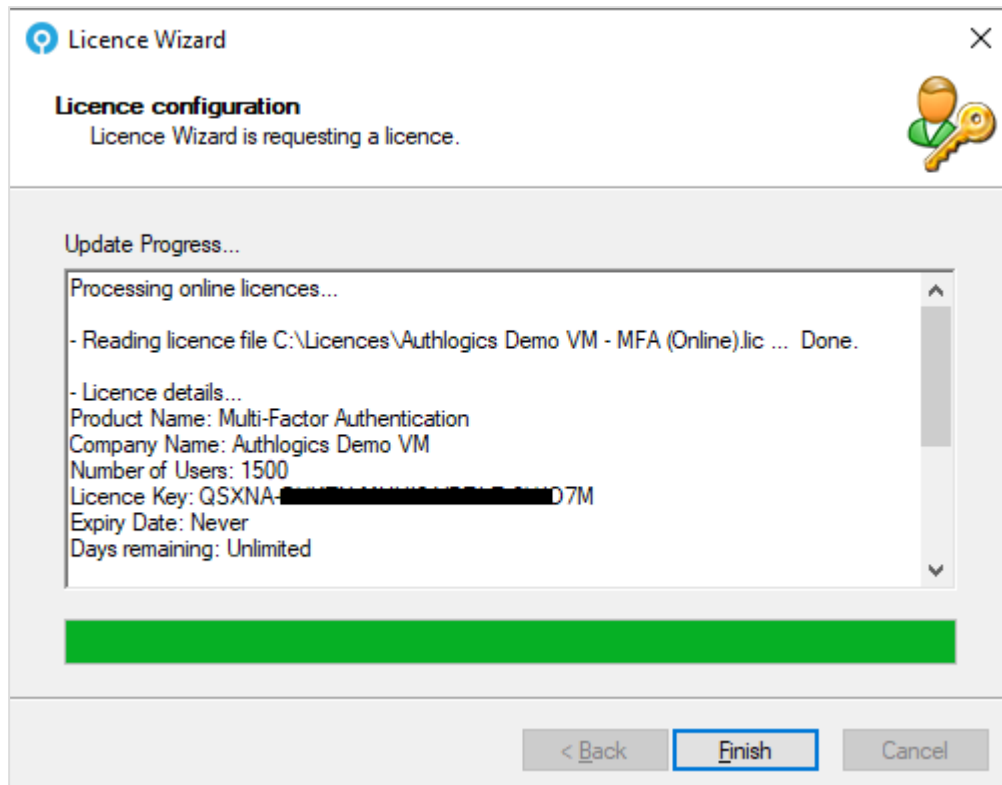 Licence Wizard
Licence configuration
Licence Wizard is requesting a licence.
Update Progress...
Processing online licences...
- Reading licence file C:\Licences\Authlogics Demo VM - MFA (Online).lic ... Done.
- Licence details...
Product Name: Multi-Factor Authentication
Company Name: Authlogics Demo VM
Number of Users: 1500
Licence Key: QSXNA- D7M
Expiry Date: Never
Days remaining: Unlimited
< Back Finish Cancel